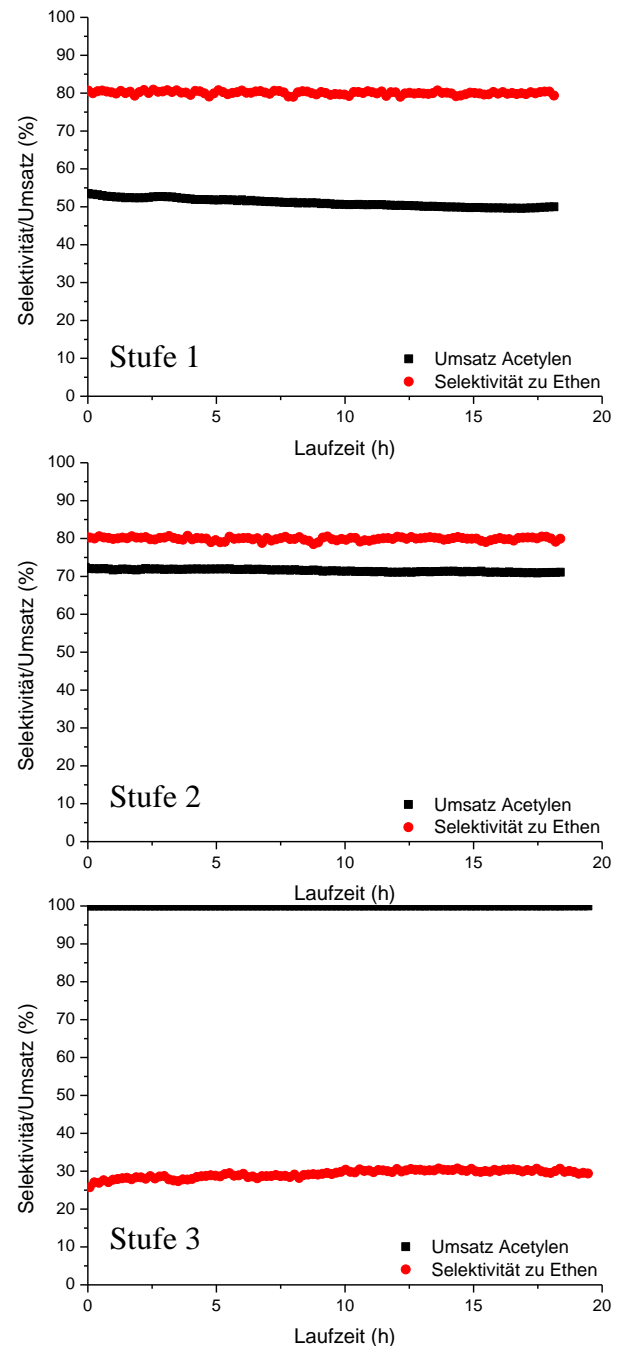 100
90
80
70
60
50
40
30
20
10
0
Selektivität/Umsatz (%)
Stufe 1
Umsatz Acetylen
Selektivität zu Ethen
0 5 10 15 20
Laufzeit (h)
100
90
80
70
60
50
40
30
20
10
0
Selektivität/Umsatz (%)
Stufe 2
Umsatz Acetylen
Selektivität zu Ethen
0 5 10 15 20
Laufzeit (h)
100
90
80
70
60
50
40
30
20
10
0
Selektivität/Umsatz (%)
Stufe 3
Umsatz Acetylen
Selektivität zu Ethen
0 5 10 15 20
Laufzeit (h)